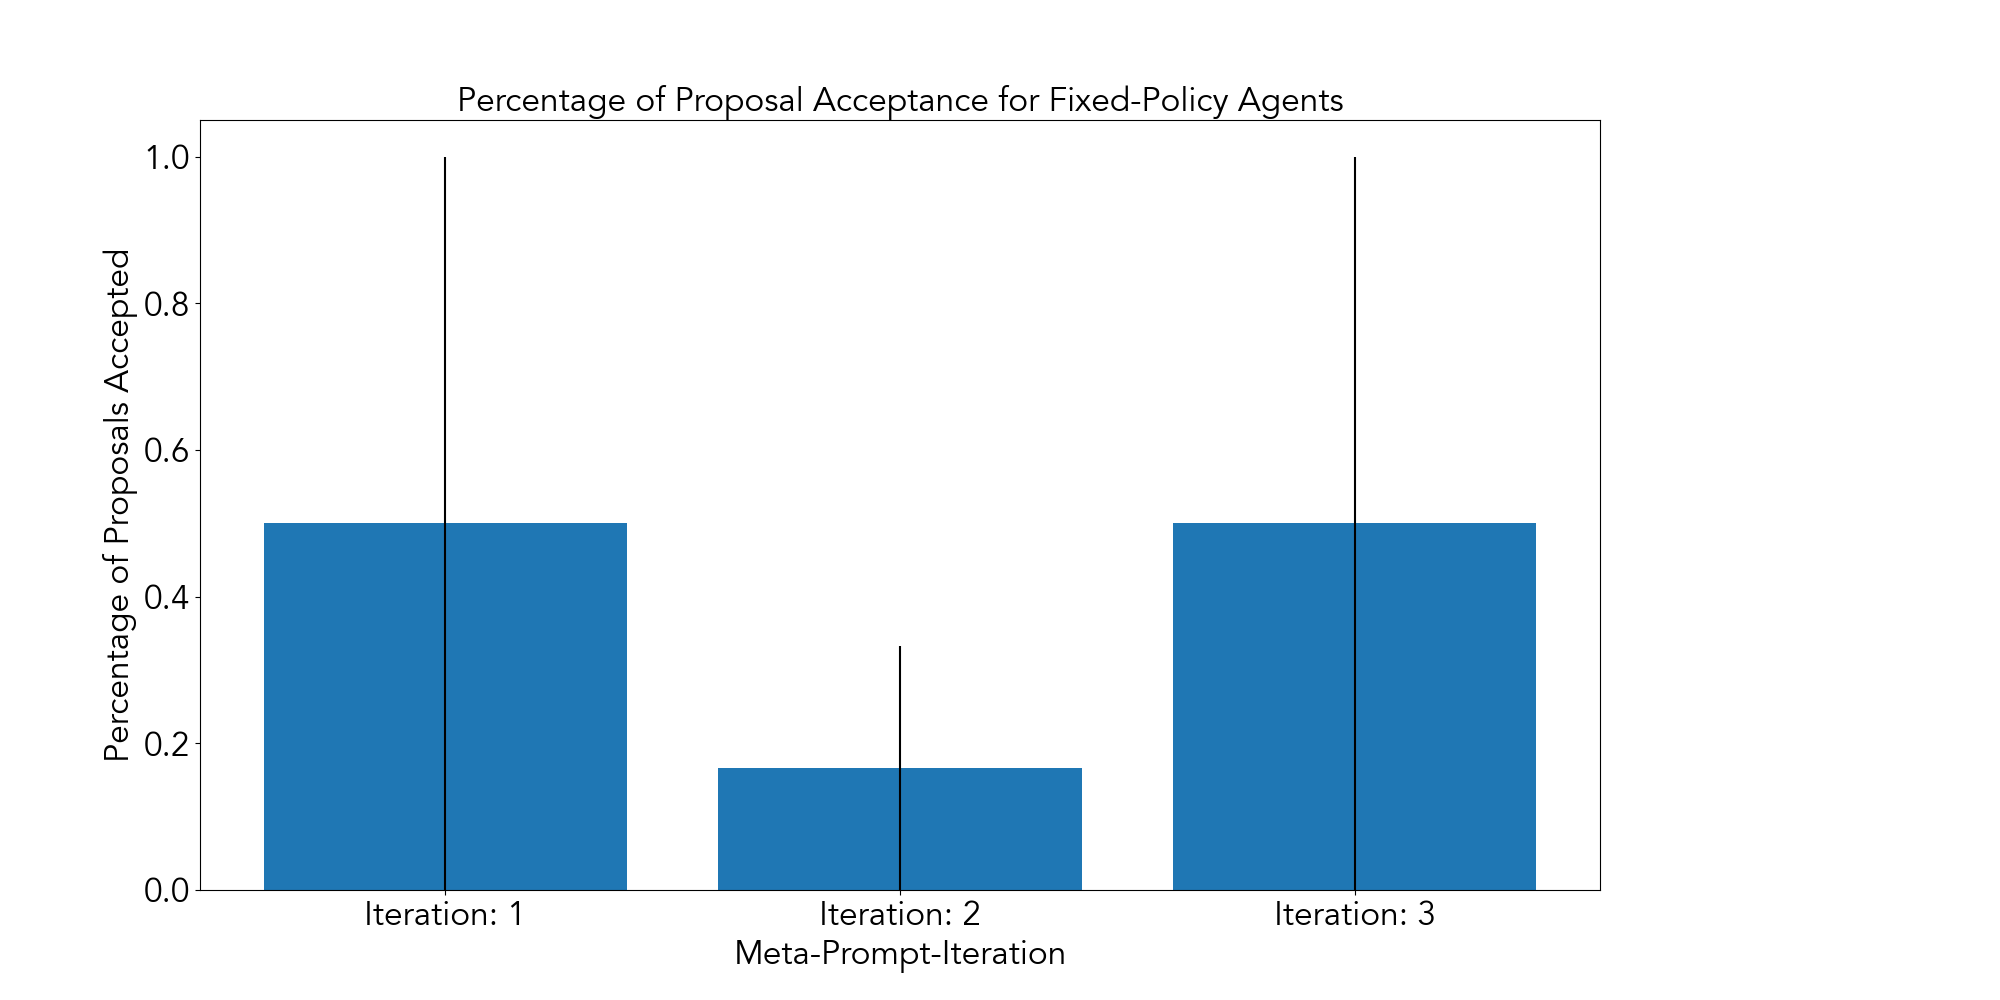 Percentage of Proposal Acceptance for Fixed-Policy Agents
Percentage of Proposals Accepted
1.0
0.8
0.6
0.4
0.2
0.0
Iteration: 1
Iteration: 2
Iteration: 3
Meta-Prompt-Iteration